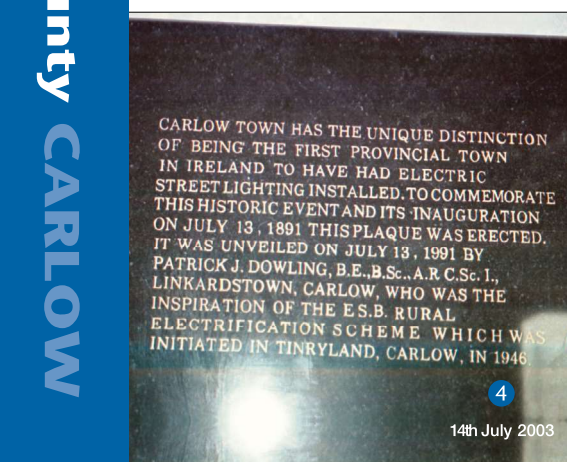 unty CARLOW
CARLOW TOWN HAS THE UNIQUE DISTINCTION
OF BEING THE FIRST PROVINCIAL TOWN
IN IRELAND TO HAVE HAD ELECTRIC
STREET LIGHTING INSTALLED. TO COMMEMORATE
THIS HISTORIC EVENT AND ITS INAUGURATION
ON JULY 13, 1891 THIS PLAQUE WAS ERECTED.
IT WAS UNVEILED ON JULY 13, 1991 BY
PATRICK J. DOWLING, B.E., B.Sc., A.R C.Sc. I.,
LINKARDSTOWN, CARLOW, WHO WAS THE
INSPIRATION OF THE E.S.B. RURAL
ELECTRIFICATION SCHEME WHICH WAS
INITIATED IN TINRYLAND, CARLOW, IN 1946.
4
14th July 2003